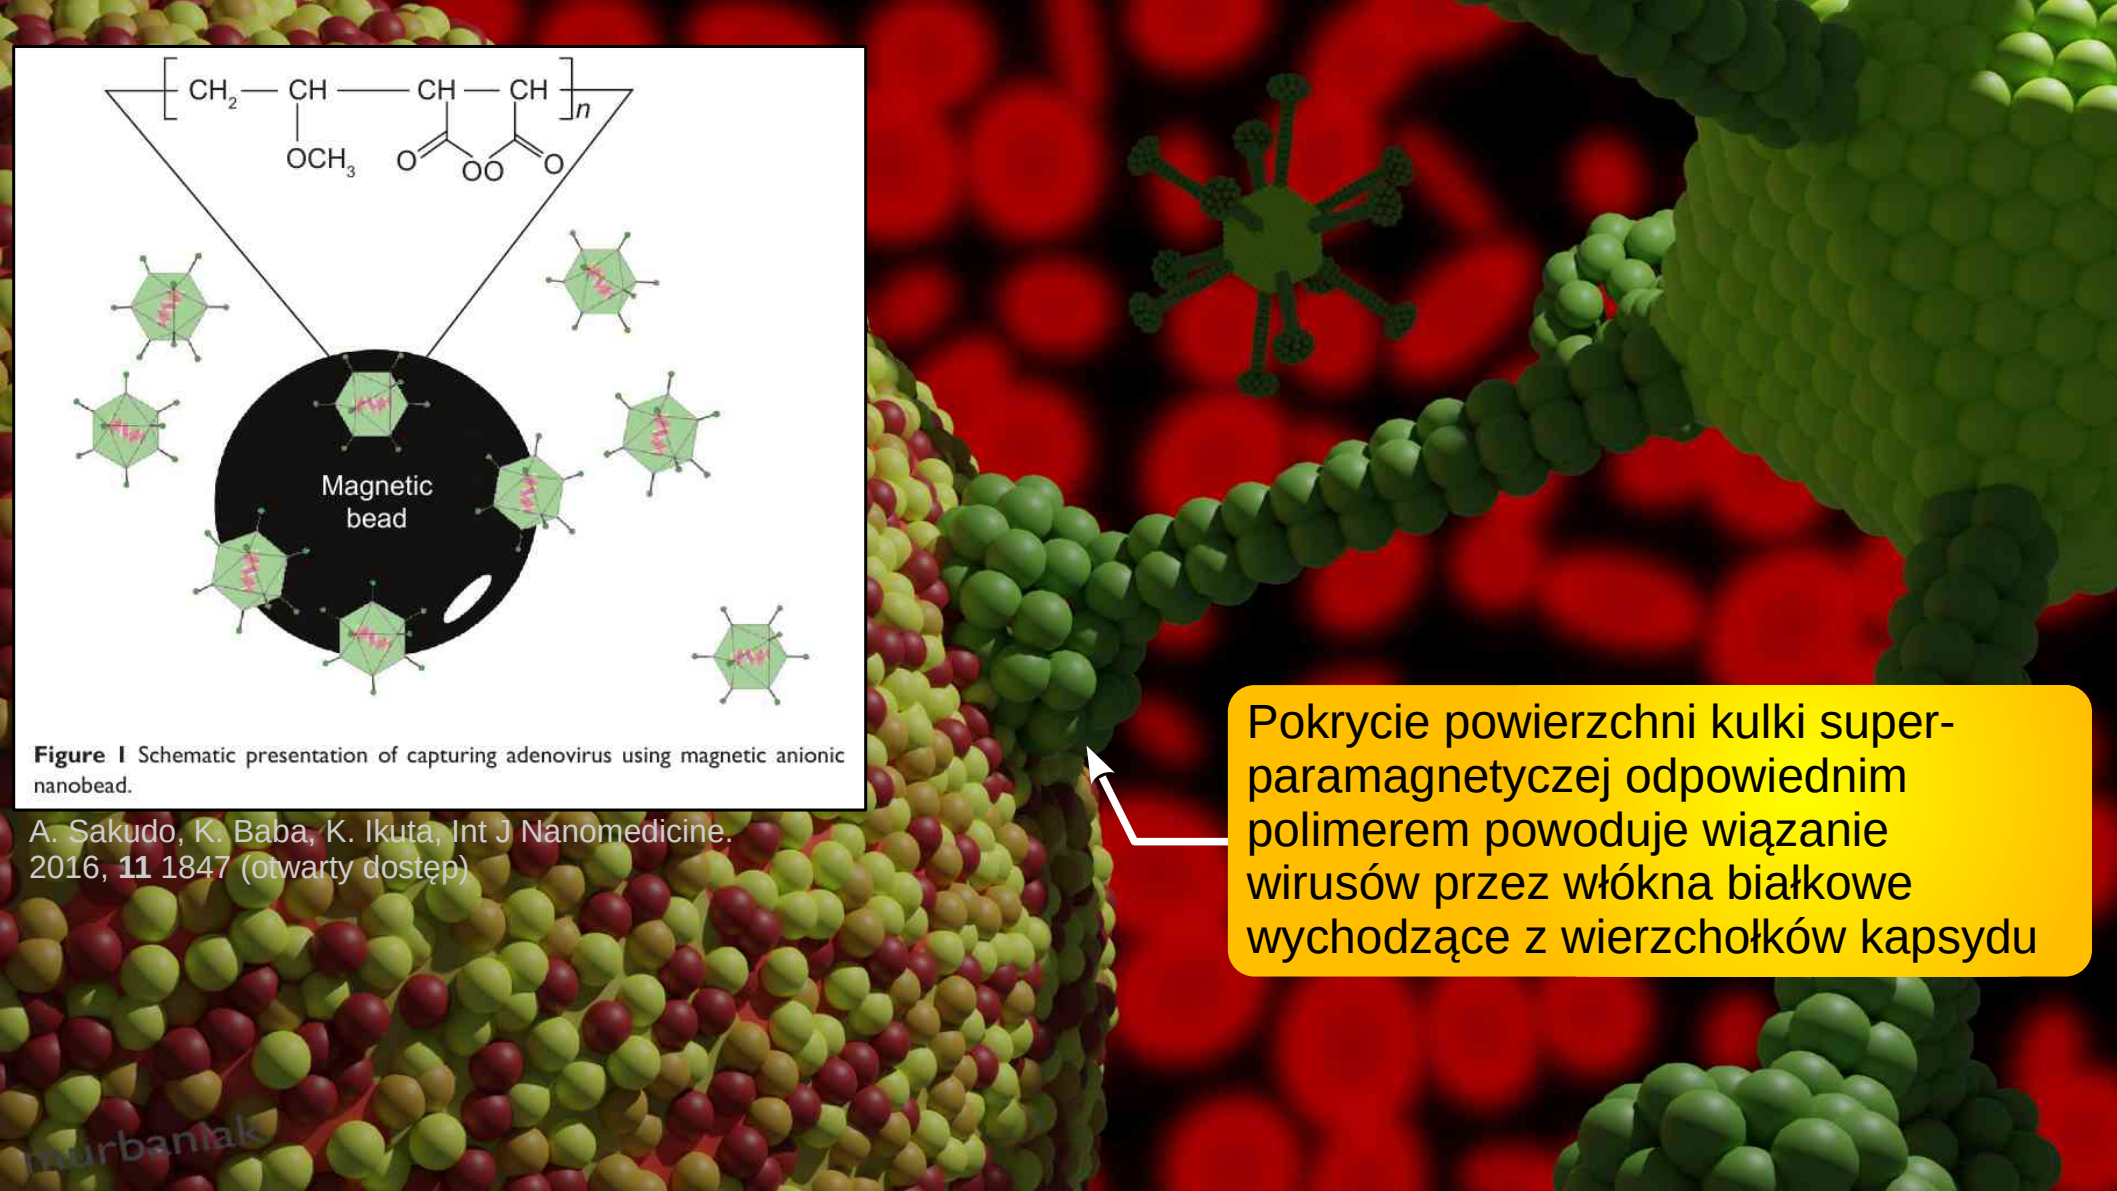 [CH2— CH — CH — CH]n
OCH3 O OO O
Magnetic
bead
Figure 1 Schematic presentation of capturing adenovirus using magnetic anionic
nanobead.
A. Sakudo, K. Baba, K. Ikuta, Int J Nanomedicine.
2016, 11 1847 (otwarty dostęp)
Pokrycie powierzchni kulki super-
paramagnetyczej odpowiednim
polimerem powoduje wiązanie
wirusów przez włókna białkowe
wychodzące z wierzchołków kapsydu
murbaniak